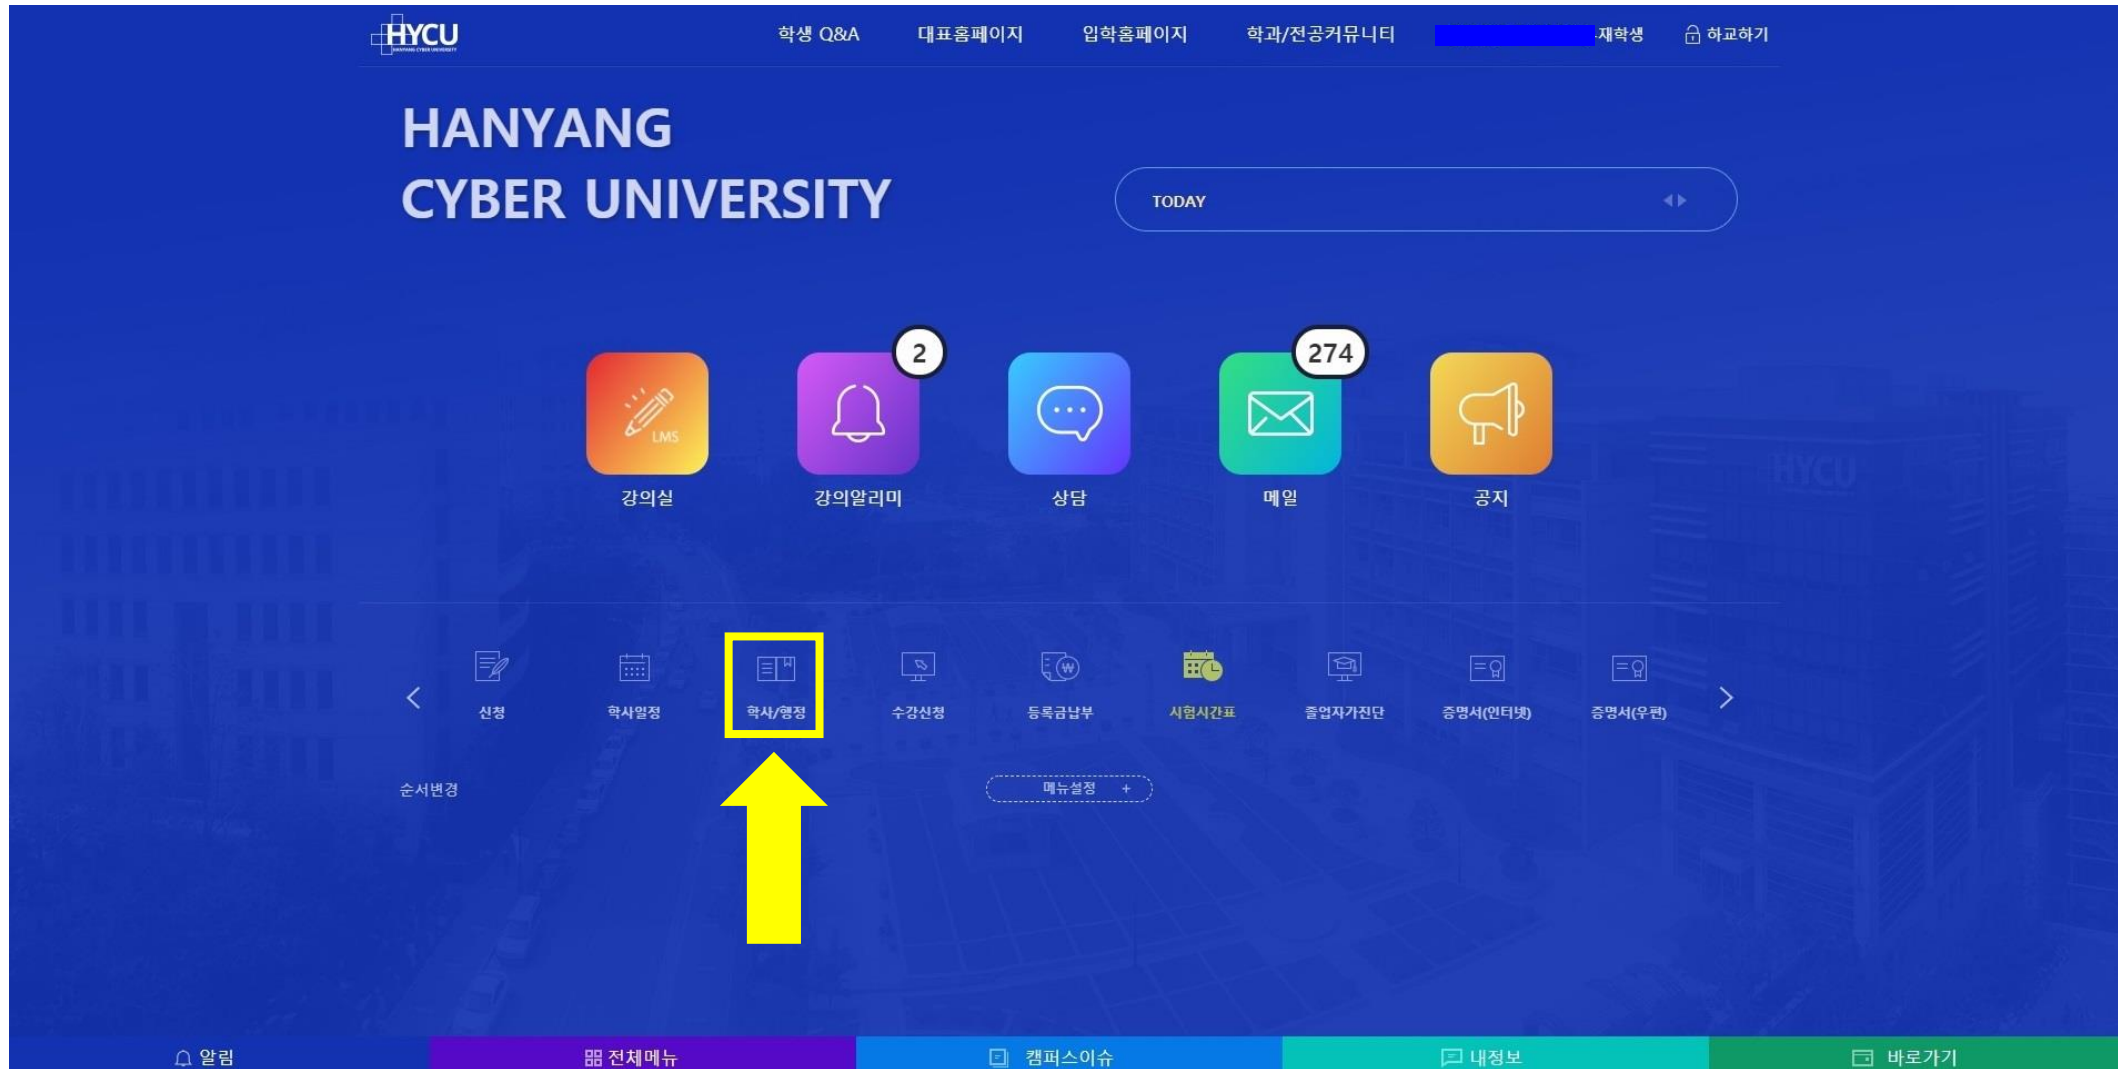 HYCU
학생 Q&A
대표홈페이지
입학홈페이지
학과/전공커뮤니티
재학생
하교하기
HANYANG
CYBER UNIVERSITY
TODAY
2
274
LMS
강의실
강의알리미
상담
메일
공지
HYCU
신청
학사일정
학사/행정
수강신청
등록금납부
시험시간표
졸업자가진단
증명서(인터넷)
증명서(우편)
순서변경
메뉴설정 +
알림
전체메뉴
캠퍼스이슈
내정보
바로가기